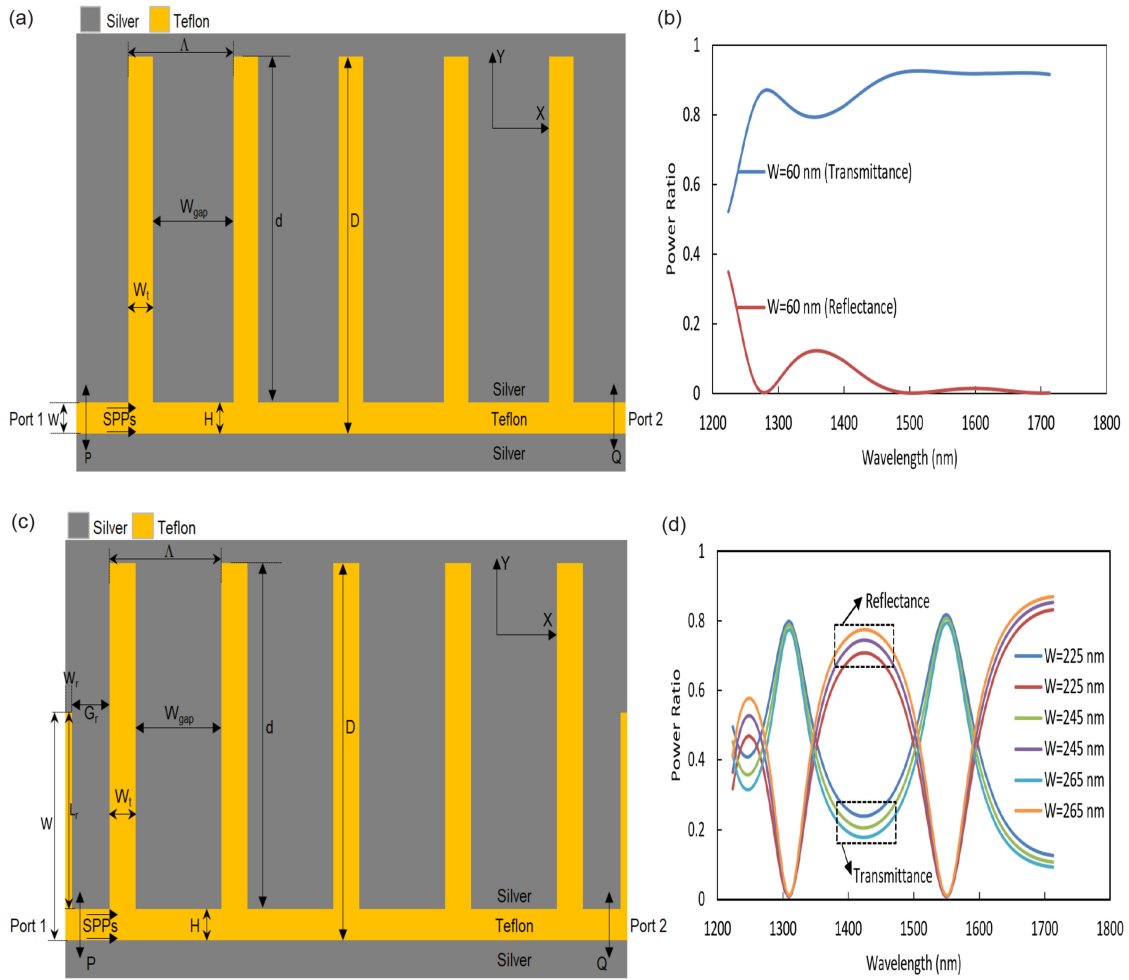 (a)
Silver Teflon
Λ
Y
X
W_gap
d
D
W_t
Silver
Port 1 W SPPs H Teflon Port 2
P Silver Q
(b)
1
0.8
0.6
0.4
0.2
0
Power Ratio
W=60 nm (Transmittance)
W=60 nm (Reflectance)
1200 1300 1400 1500 1600 1700 1800
Wavelength (nm)
(c)
Silver Teflon
Λ
Y
X
W_r
G_r
W_gap
d
D
W_t
L_r
W
Silver
Port 1 SPPs H Teflon Port 2
P Silver Q
(d)
1
0.8
0.6
0.4
0.2
0
Power Ratio
Reflectance
Transmittance
W=225 nm
W=225 nm
W=245 nm
W=245 nm
W=265 nm
W=265 nm
1200 1300 1400 1500 1600 1700 1800
Wavelength (nm)